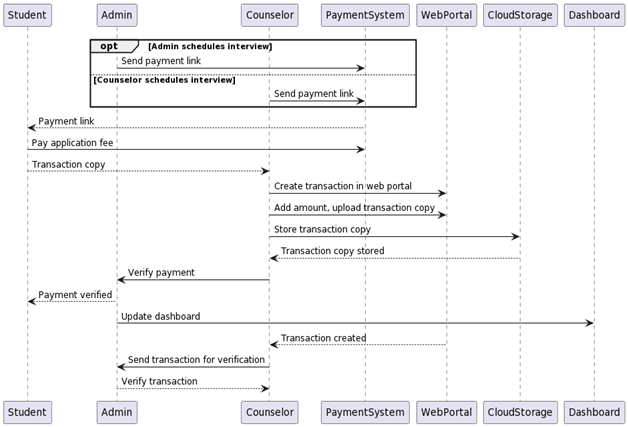 Student Admin Counselor PaymentSystem WebPortal CloudStorage Dashboard
opt [Admin schedules interview]
Send payment link
[Counselor schedules interview]
Send payment link
Payment link
Pay application fee
Transaction copy
Create transaction in web portal
Add amount, upload transaction copy
Store transaction copy
Transaction copy stored
Verify payment
Payment verified
Update dashboard
Transaction created
Send transaction for verification
Verify transaction
Student Admin Counselor PaymentSystem WebPortal CloudStorage Dashboard